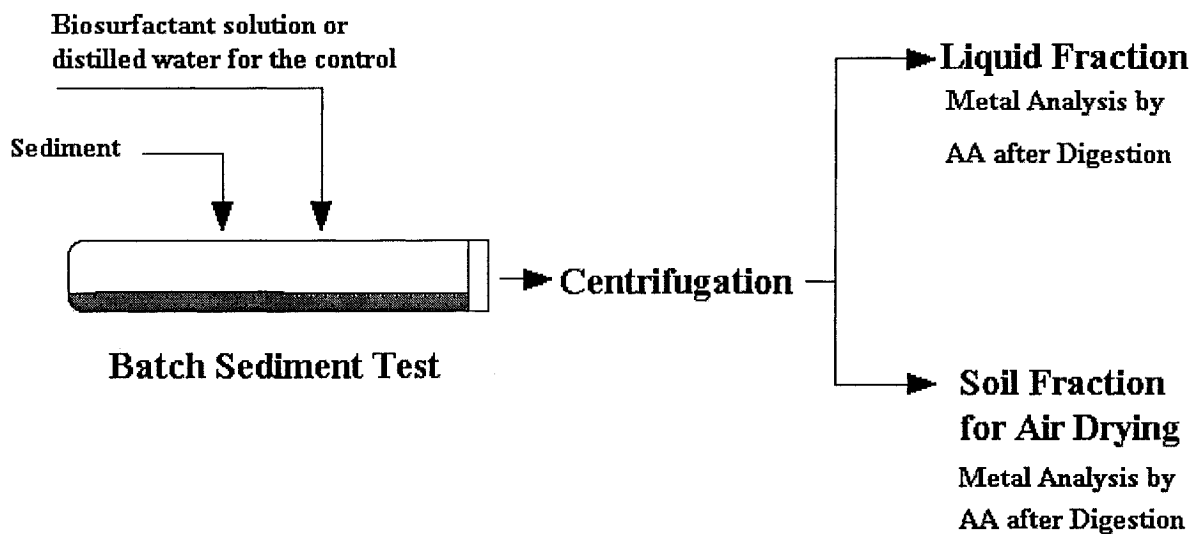 Biosurfactant solution or
distilled water for the control
Sediment
Batch Sediment Test
Centrifugation
Liquid Fraction
Metal Analysis by
AA after Digestion
Soil Fraction
for Air Drying
Metal Analysis by
AA after Digestion